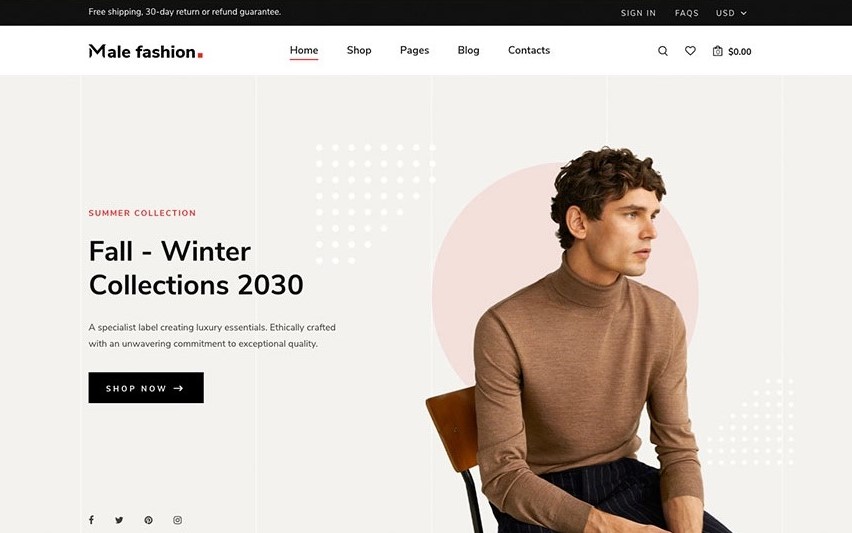 Free shipping, 30-day return or refund guarantee.
SIGN IN
FAQS
USD
Male fashion.
Home
Shop
Pages
Blog
Contacts
0
$0.00
SUMMER COLLECTION
Fall - Winter
Collections 2030
A specialist label creating luxury essentials. Ethically crafted
with an unwavering commitment to exceptional quality.
SHOP NOW →